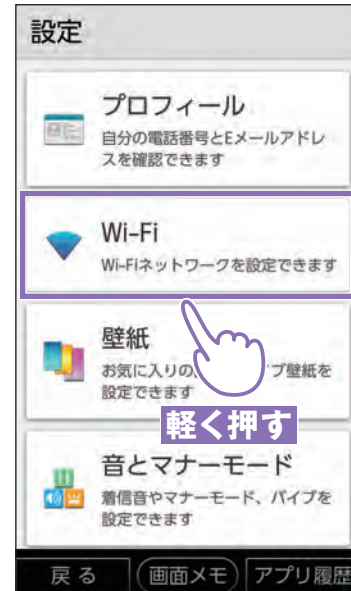 設定
プロフィール
自分の電話番号とEメールアドレ
スを確認できます
Wi-Fi
Wi-Fiネットワークを設定できます
壁紙
お気に入りの プ壁紙を
設定できます
軽く押す
音とマナーモード
着信音やマナーモード、バイブを
設定できます
戻る
画面メモ
アプリ履歴